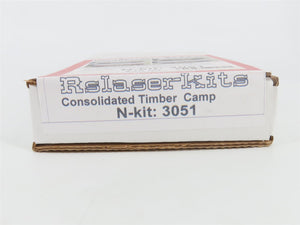 Rslaserkits
Consolidated Timber Camp
N-kit: 3051